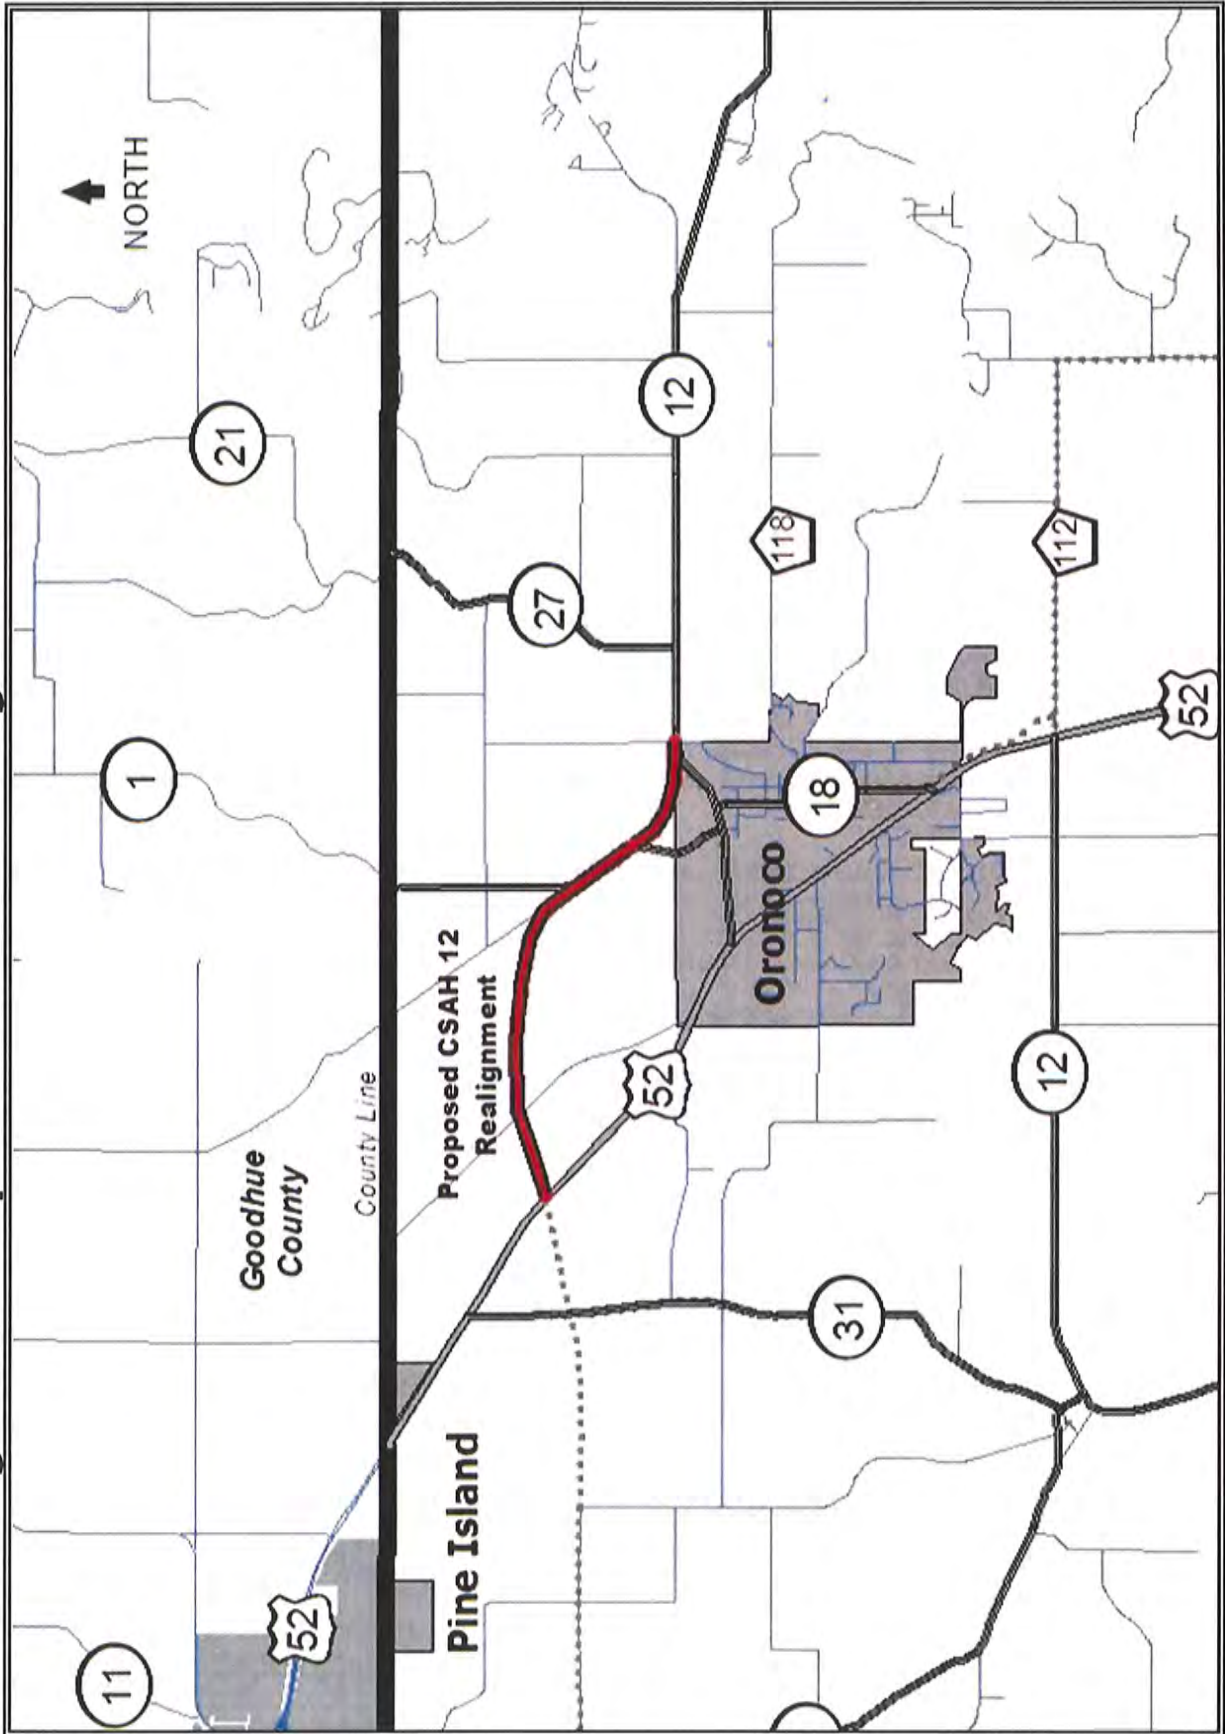 NORTH
21
1
11
52
Goodhue
County
County Line
Pine Island
Proposed CSAH 12
Realignment
27
12
52
118
18
Oronoco
31
112
52
12